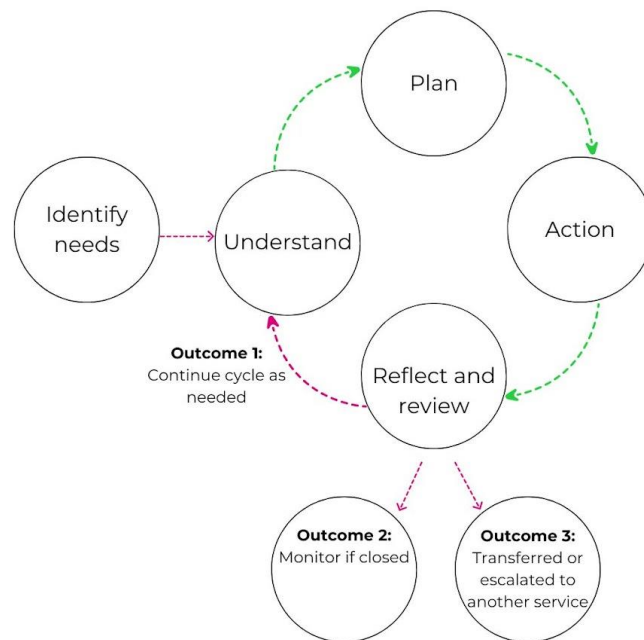 Plan
Identify
needs
Understand
Action
Outcome 1:
Continue cycle as
needed
Reflect and
review
Outcome 2:
Monitor if closed
Outcome 3:
Transferred or
escalated to
another service